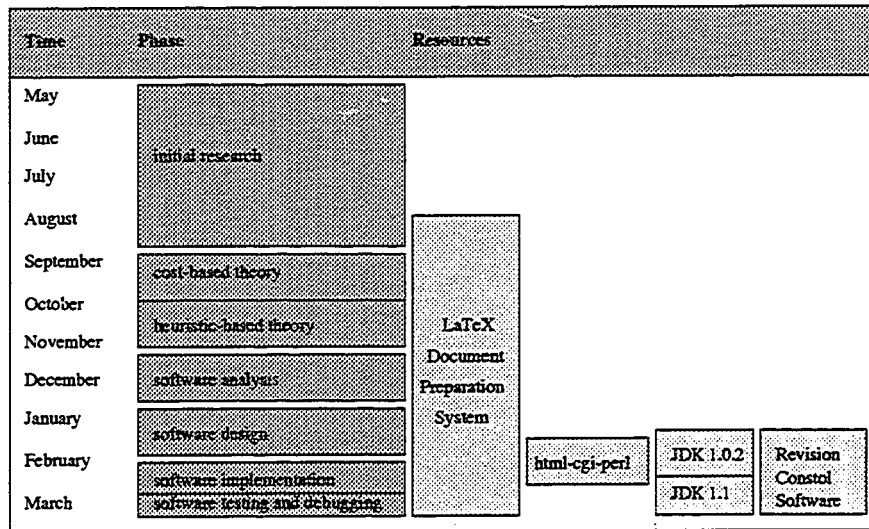 Time Phase Resources
May
June
initial research
July
August
September
cost-based theory
October
heuristic-based theory
November
December
software analysis
January
software design
February
software implementation
March
software testing and debugging
LaTeX
Document
Preparation
System
html-cgi-perl
JDK 1.0.2
JDK 1.1
Revision
Constol
Software